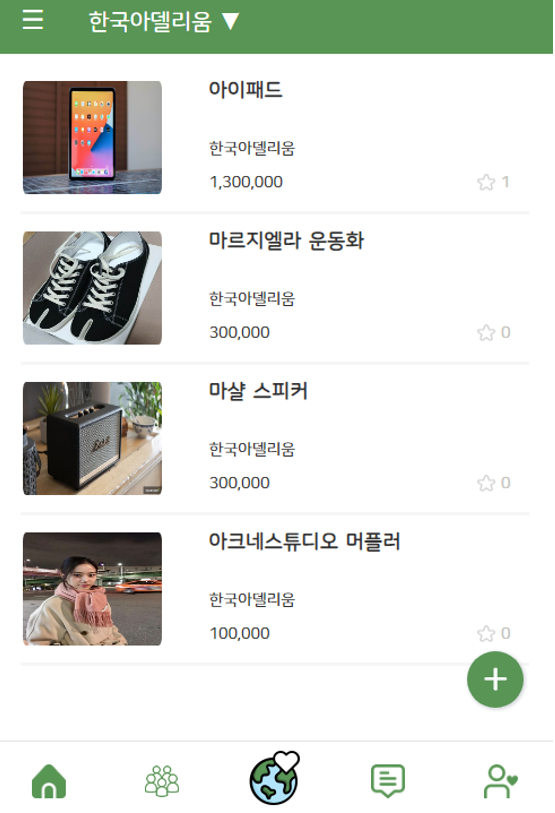 한국아델리움 ▼
아이패드
한국아델리움
1,300,000
1
마르지엘라 운동화
한국아델리움
300,000
0
마샬 스피커
한국아델리움
300,000
0
아크네스튜디오 머플러
한국아델리움
100,000
0